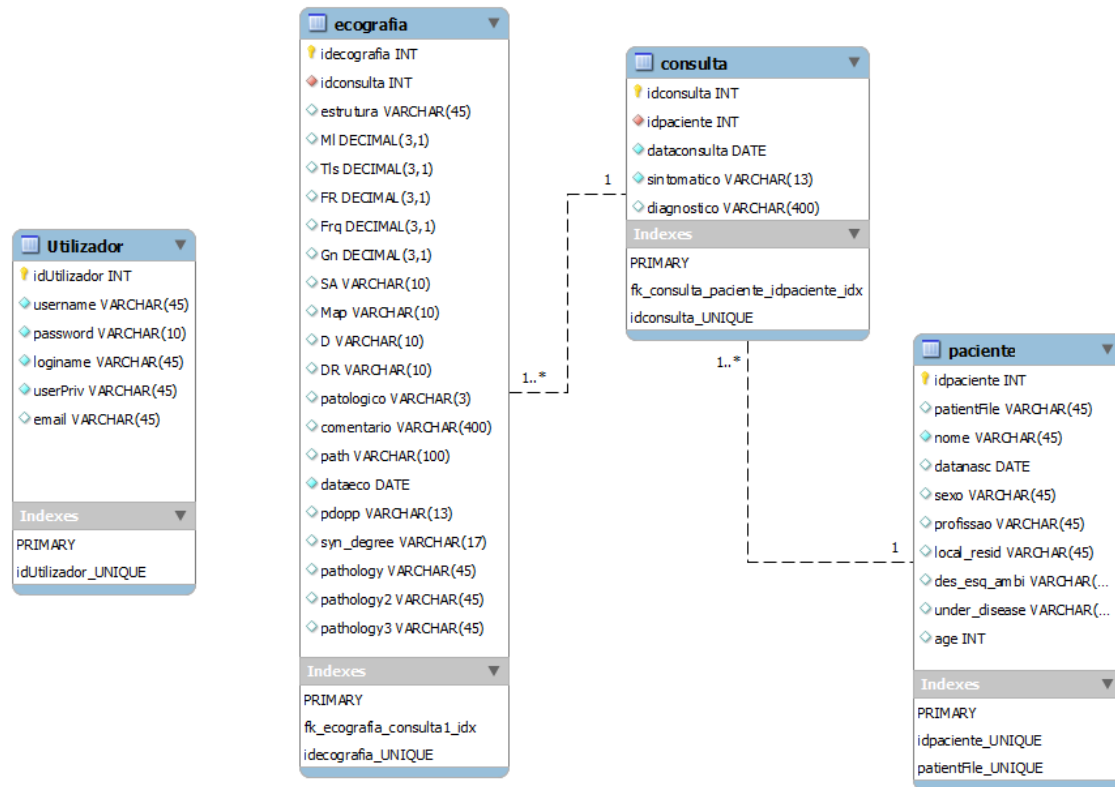 ecografia
idecografia INT
idconsulta INT
estrutura VARCHAR(45)
MI DECIMAL(3,1)
TIs DECIMAL(3,1)
FR DECIMAL(3,1)
Frq DECIMAL(3,1)
Gn DECIMAL(3,1)
SA VARCHAR(10)
Map VARCHAR(10)
D VARCHAR(10)
DR VARCHAR(10)
patologico VARCHAR(3)
comentario VARCHAR(400)
path VARCHAR(100)
dataeco DATE
pdopp VARCHAR(13)
syn_degree VARCHAR(17)
pathology VARCHAR(45)
pathology2 VARCHAR(45)
pathology3 VARCHAR(45)
Indexes
PRIMARY
fk_ecografia_consulta1_idx
idecografia_UNIQUE
consulta
idconsulta INT
idpaciente INT
dataconsulta DATE
sintomatico VARCHAR(13)
diagnostico VARCHAR(400)
Indexes
PRIMARY
fk_consulta_paciente_idpaciente_idx
idconsulta_UNIQUE
1
1..*
1..*
1
Utilizador
idUtilizador INT
username VARCHAR(45)
password VARCHAR(10)
loginame VARCHAR(45)
userPriv VARCHAR(45)
email VARCHAR(45)
Indexes
PRIMARY
idUtilizador_UNIQUE
paciente
idpaciente INT
patientFile VARCHAR(45)
nome VARCHAR(45)
datanasc DATE
sexo VARCHAR(45)
profissao VARCHAR(45)
local_resid VARCHAR(45)
des_esq_ambi VARCHAR(...
under_disease VARCHAR(...
age INT
Indexes
PRIMARY
idpaciente_UNIQUE
patientFile_UNIQUE